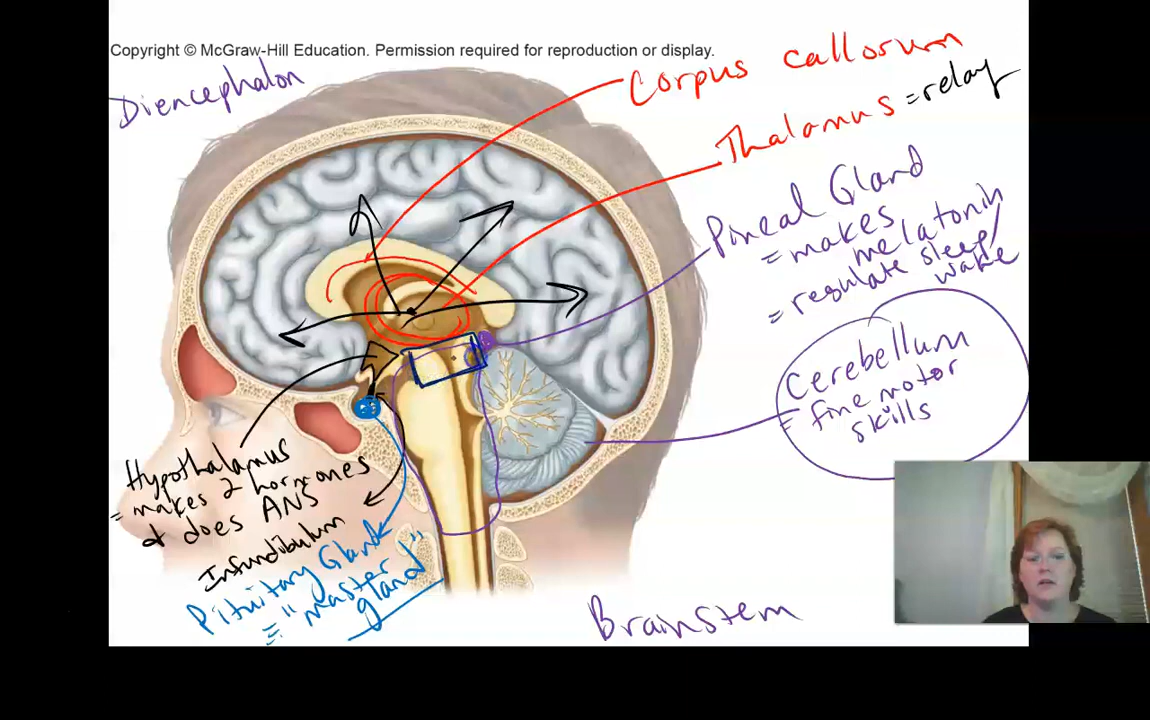 Copyright © McGraw-Hill Education. Permission required for reproduction or display.
Diencephalon
Corpus callorum
Thalamus = relay
Pineal Gland
= makes
melatonin
= regulate sleep/
wake
Cerebellum
= fine motor
skills
Hypothalamus
= makes 2 hormones
& does ANS
Infundibulum
Pituitary Gland
= "master
gland"
Brainstem